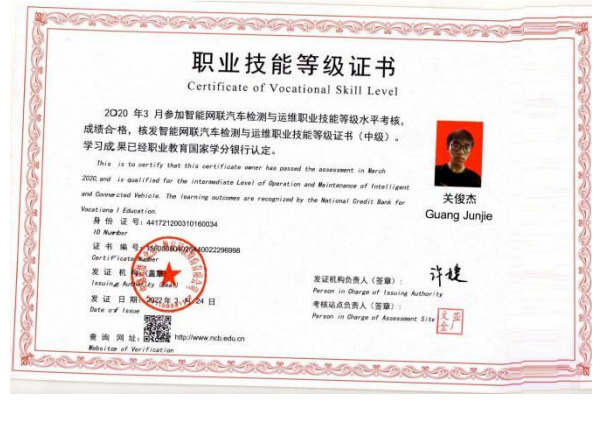 职业技能等级证书
Certificate of Vocational Skill Level
2020 年3 月参加智能网联汽车检测与运维职业技能等级水平考核,
成绩合格, 核发智能网联汽车检测与运维职业技能等级证书（中级）。
学习成果已经职业教育国家学分银行认定。
This is to certify that this certificate owner has passed the assessment in March
2020, and is qualified for the intermediate Level of Operation and Maintenance of Intelligent
and Connected Vehicle. The learning outcomes are recognized by the National Credit Bank for
Vocational Education.
关俊杰
Guang Junjie
身 份 证 号: 441721200310160034
ID Number
证 书 编 号:
Certificate Number
发 证 机 构（盖章）
Issuing Authority (Seal)
发 证 日 期: 2022 年 3 月 24 日
Date of Issue
查 询 网 址: http://www.ncb.edu.cn
Websites of Verification
发证机构负责人（签章）:
Person in Charge of Issuing Authority
许捷
考核站点负责人（签章）:
Person in Charge of Assessment Site